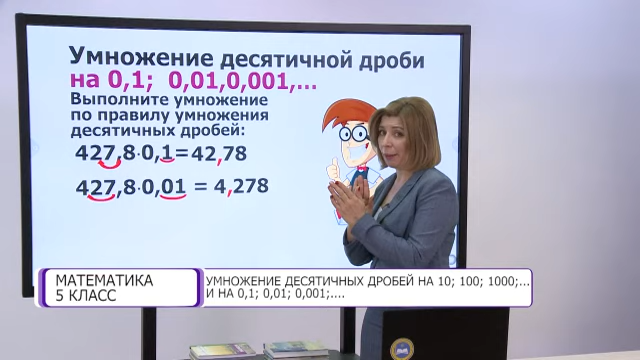 Умножение десятичной дроби
на 0,1; 0,01,0,001,...
Выполните умножение
по правилу умножения
десятичных дробей:
427,8·0,1=42,78
427,8·0,01 = 4,278
МАТЕМАТИКА
5 КЛАСС
УМНОЖЕНИЕ ДЕСЯТИЧНЫХ ДРОБЕЙ НА 10; 100; 1000;...
И НА 0,1; 0,01; 0,001;....